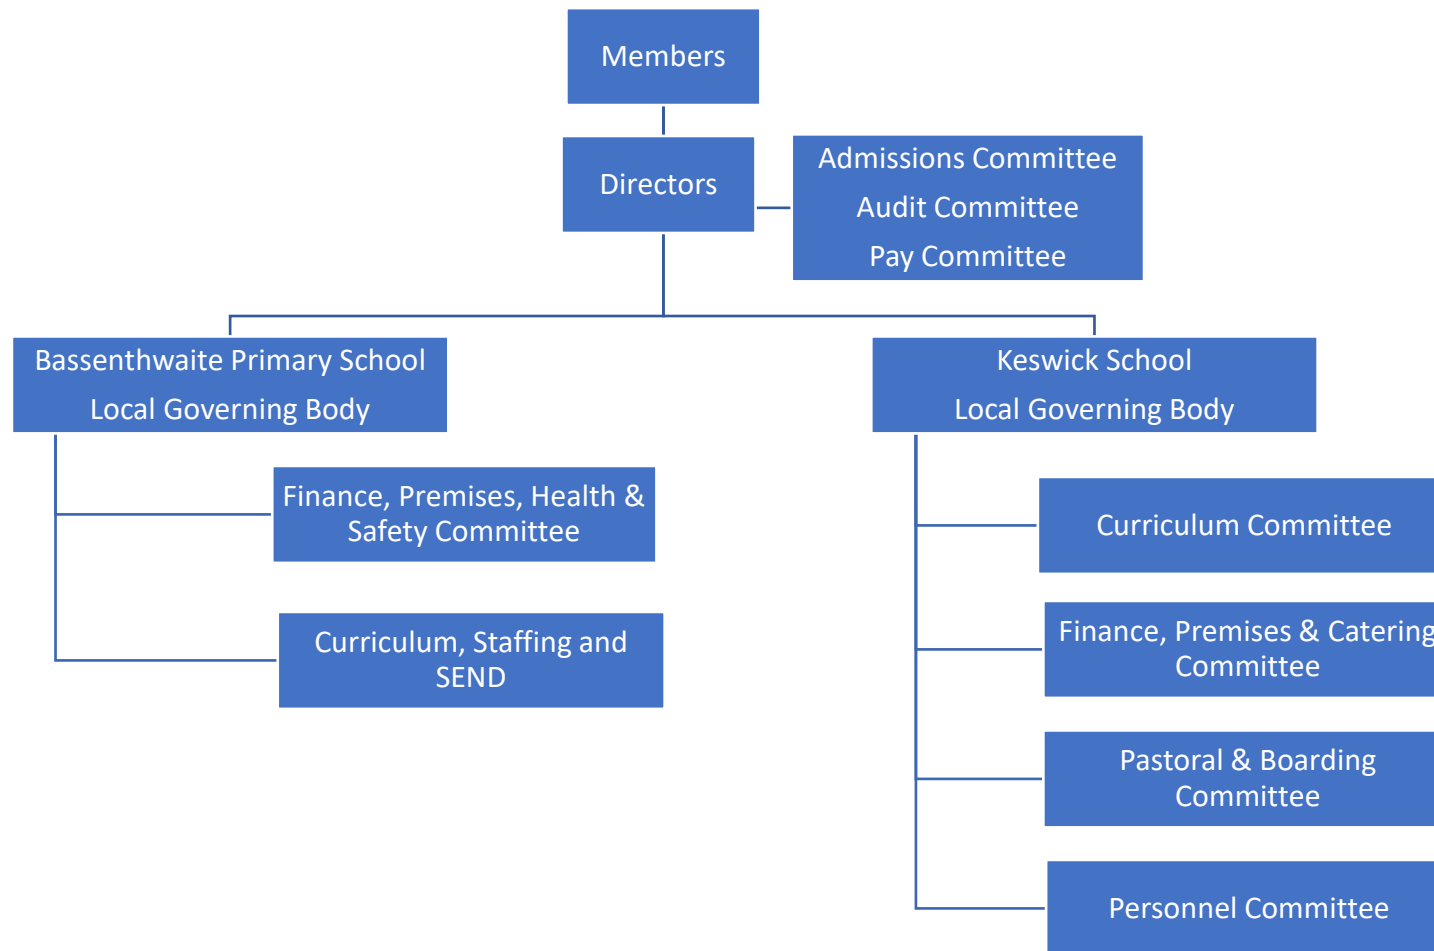 Members
Directors
Admissions Committee
Audit Committee
Pay Committee
Bassenthwaite Primary School
Local Governing Body
Keswick School
Local Governing Body
Finance, Premises, Health &
Safety Committee
Curriculum, Staffing and
SEND
Curriculum Committee
Finance, Premises & Catering
Committee
Pastoral & Boarding
Committee
Personnel Committee